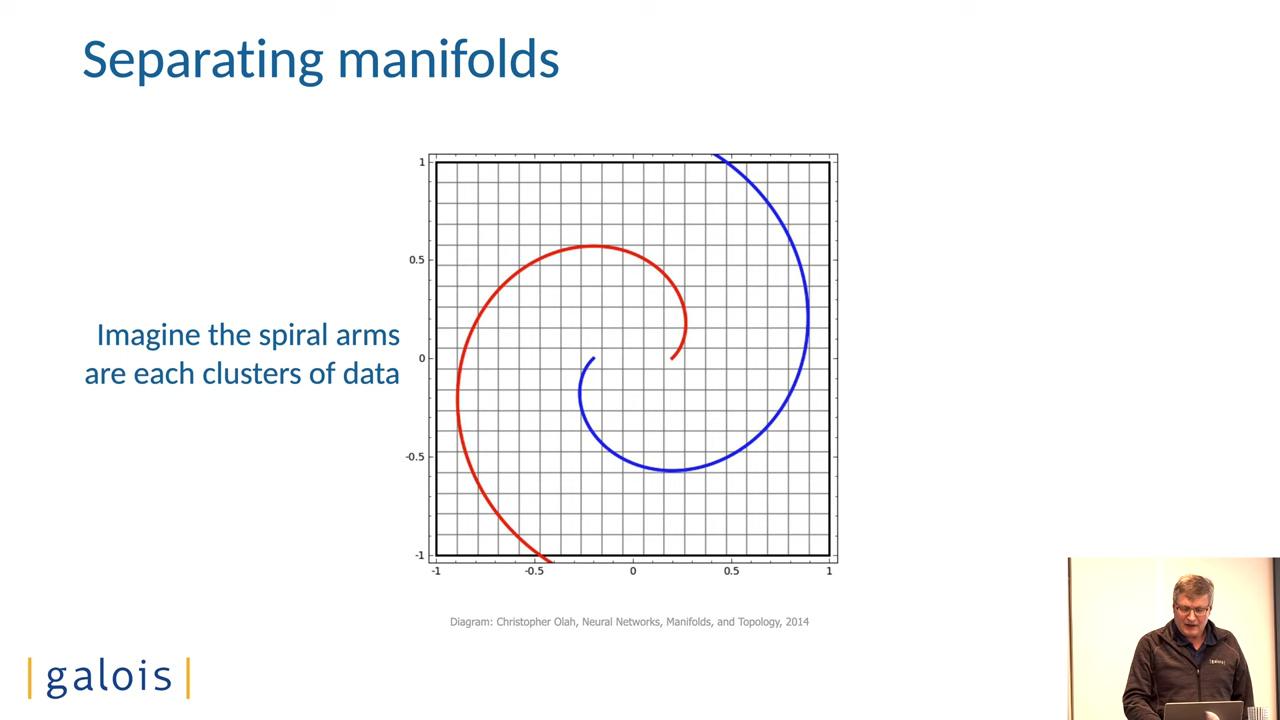 Separating manifolds
Imagine the spiral arms
are each clusters of data
1
0.5
0
-0.5
-1
-1
-0.5
0
0.5
1
Diagram: Christopher Olah, Neural Networks, Manifolds, and Topology, 2014
|galois|
|galois|